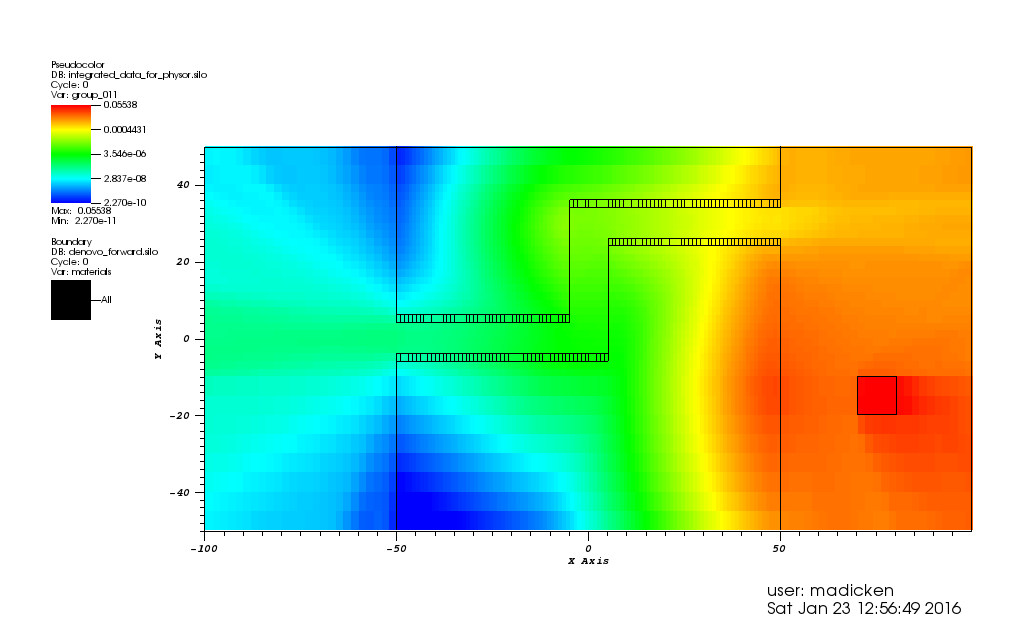 Pseudocolor
DB: integrated_data_for_physor.silo
Cycle: 0
Var: group_011
0.05538
0.0004431
3.546e-06
2.837e-08
2.270e-10
Max: 0.05538
Min: 2.270e-11
Boundary
DB: denovo_forward.silo
Cycle: 0
Var: materials
All
40
20
0
-20
-40
Y Axis
-100
-50
0
50
X Axis
user: madicken
Sat Jan 23 12:56:49 2016